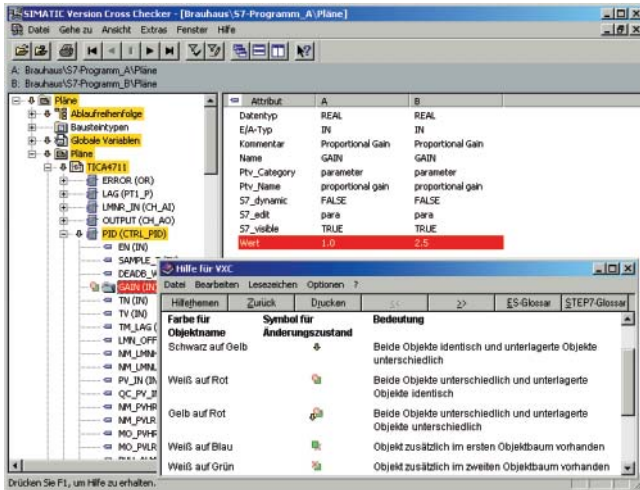 SIMATIC Version Cross Checker - [Brauhaus\S7-Programm_A\Pläne]
Datei Gehe zu Ansicht Extras Fenster Hilfe
A: Brauhaus\S7-Programm_A\Pläne
B: Brauhaus\S7-Programm_B\Pläne
Pläne
Ablaufreihenfolge
Bausteintypen
Globale Variablen
Pläne
TICA4711
ERROR (OR)
LAG (PT1_P)
LMNR_IN (CH_AI)
OUTPUT (CH_AO)
PID (CTRL_PID)
EN (IN)
SAMPLE_
DEADB_
GAIN (IN)
TN (IN)
TV (IN)
TM_LAG (
LMN_OFF
NM_LMNH
NM_LMNL
PV_IN (IN
QC_PV_I
NM_PVHR
NM_PVLR
MO_PVHR
MO_PVLR
Attribut A B
Datentyp REAL REAL
E/A-Typ IN IN
Kommentar Proportional Gain Proportional Gain
Name GAIN GAIN
Ptv_Category parameter parameter
Ptv_Name proportional gain proportional gain
S7_dynamic FALSE FALSE
S7_edit para para
S7_visible TRUE TRUE
Wert 1.0 2.5
Hilfe für VXC
Datei Bearbeiten Lesezeichen Optionen ?
Hilfethemen Zurück Drucken << >> ES-Glossar STEP7-Glossar
Farbe für Symbol für Bedeutung
Objektname Änderungszustand
Schwarz auf Gelb Beide Objekte identisch und unterlagerte Objekte
unterschiedlich
Weiß auf Rot Beide Objekte unterschiedlich und unterlagerte
Objekte identisch
Gelb auf Rot Beide Objekte unterschiedlich und unterlagerte
Objekte unterschiedlich
Weiß auf Blau Objekt zusätzlich im ersten Objektbaum vorhanden
Weiß auf Grün Objekt zusätzlich im zweiten Objektbaum vorhanden
Drücken Sie F1, um Hilfe zu erhalten.